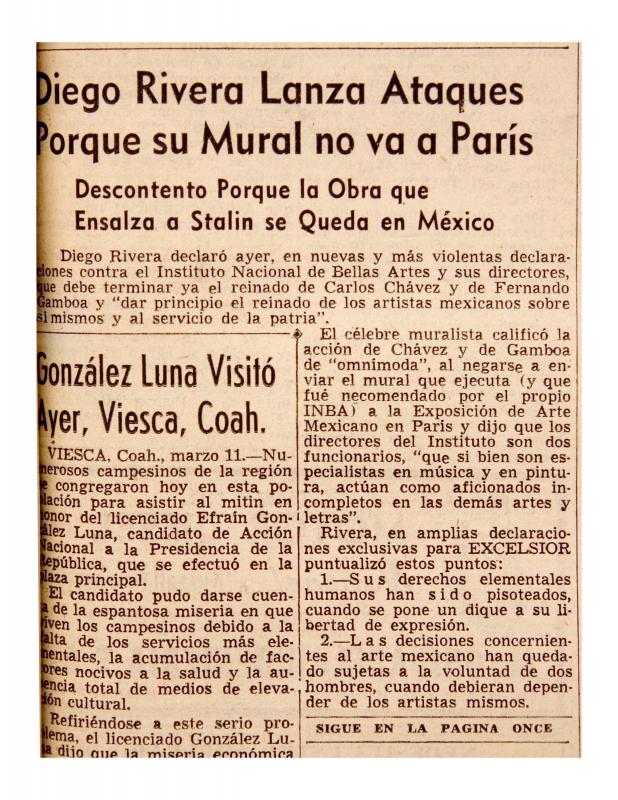 Diego Rivera Lanza Ataques
Porque su Mural no va a París
Descontento Porque la Obra que
Ensalza a Stalin se Queda en México
Diego Rivera declaró ayer, en nuevas y más violentas declara-
ciones contra el Instituto Nacional de Bellas Artes y sus directores,
que debe terminar ya el reinado de Carlos Chávez y de Fernando
Gamboa y "dar principio el reinado de los artistas mexicanos sobre
si mismos y al servicio de la patria".
El célebre muralista calificó la
acción de Chávez y de Gamboa
de "omnímoda", al negarse a en-
viar el mural que ejecuta (y que
fué recomendado por el propio
INBA) a la Exposición de Arte
Mexicano en París y dijo que los
directores del Instituto son dos
funcionarios, "que si bien son es-
pecialistas en música y en pintu-
ra, actúan como aficionados in-
completos en las demás artes y
letras".
Rivera, en amplias declaracio-
nes exclusivas para EXCELSIOR
puntualizó estos puntos:
1.—Sus derechos elementales
humanos han sido pisoteados,
cuando se pone un dique a su li-
bertad de expresión.
2.—Las decisiones concernien-
tes al arte mexicano han queda-
do sujetas a la voluntad de dos
hombres, cuando debieran depen-
der de los artistas mismos.
SIGUE EN LA PAGINA ONCE
González Luna Visitó
Ayer, Viesca, Coah.
VIESCA, Coah., marzo 11.—Nu-
merosos campesinos de la región
se congregaron hoy en esta po-
blación para asistir al mitin en
honor del licenciado Efraín Gon-
zález Luna, candidato de Acción
Nacional a la Presidencia de la
República, que se efectuó en la
plaza principal.
El candidato pudo darse cuen-
ta de la espantosa miseria en que
viven los campesinos debido a la
falta de los servicios más ele-
mentales, la acumulación de fac-
tores nocivos a la salud y la au-
sencia total de medios de eleva-
ción cultural.
Refiriéndose a este serio pro-
blema, el licenciado González Lu-
na dijo que la miseria económica